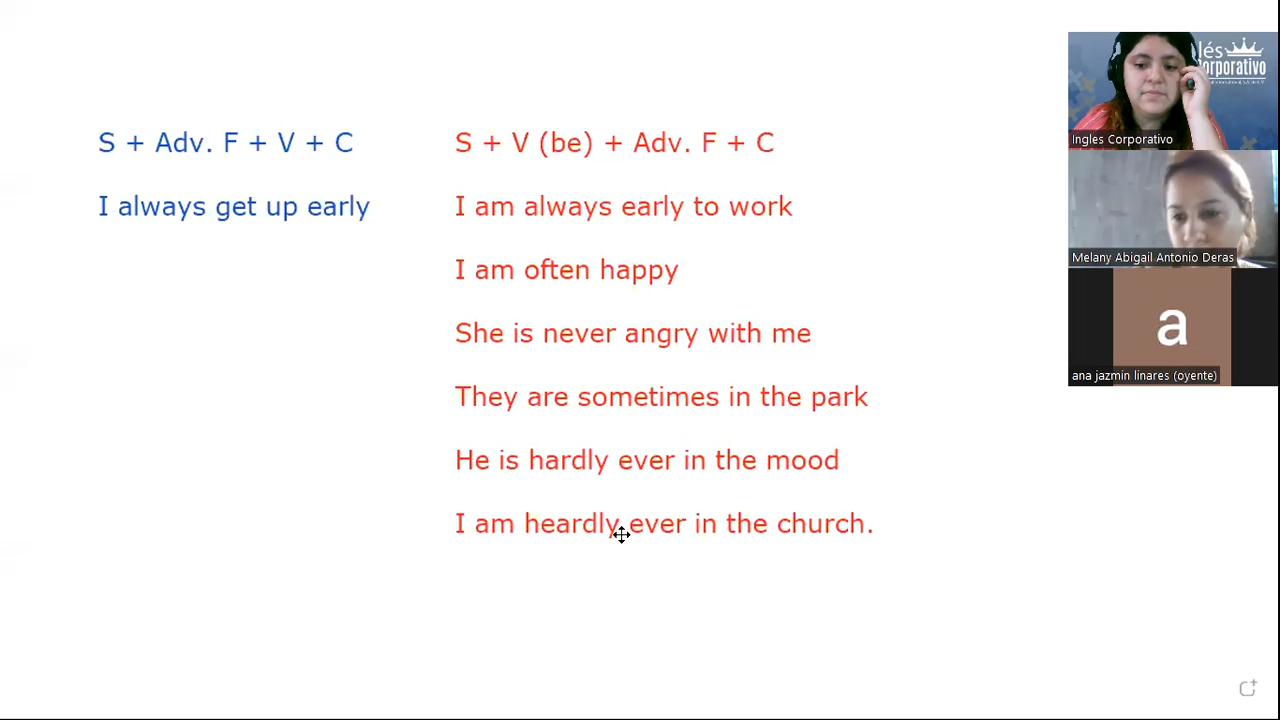 S + Adv. F + V + C
I always get up early
S + V (be) + Adv. F + C
I am always early to work
I am often happy
She is never angry with me
They are sometimes in the park
He is hardly ever in the mood
I am heardly ever in the church.
lés
orporativo
Ingles Corporativo
Melany Abigail Antonio Deras
a
ana jazmin linares (oyente)